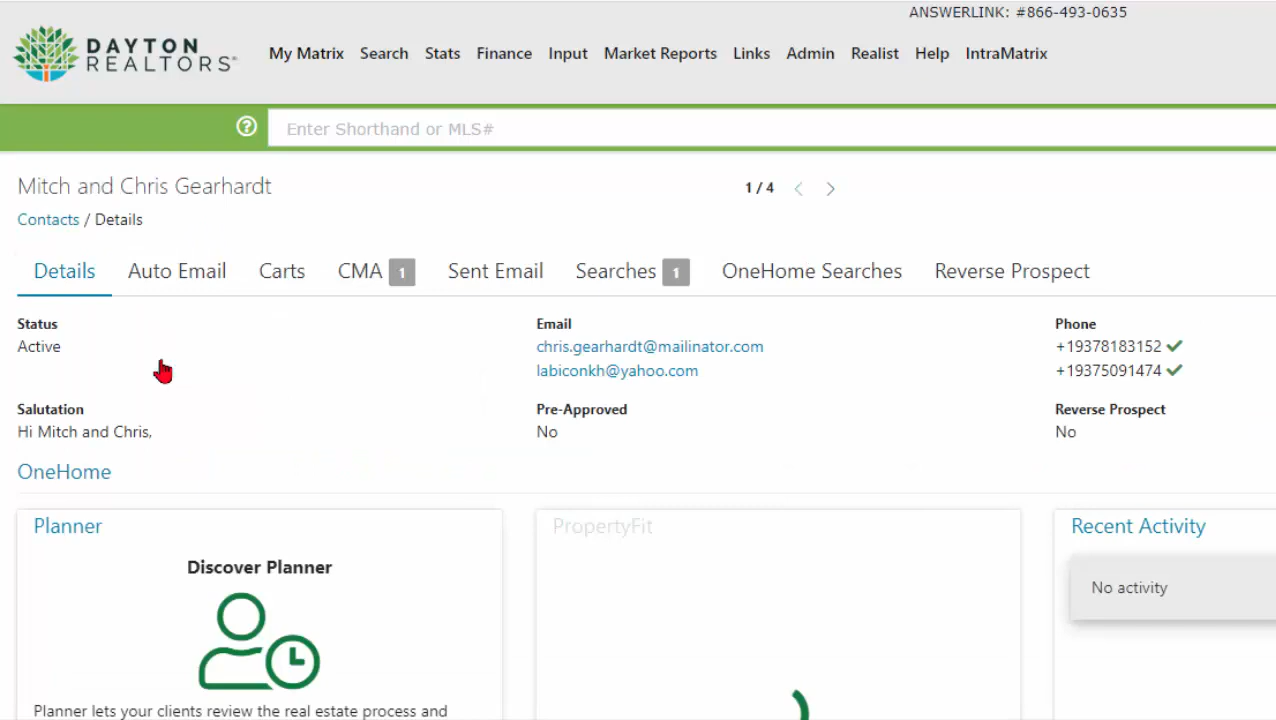 ANSWERLINK: #866-493-0635
DAYTON
REALTORS®
My Matrix Search Stats Finance Input Market Reports Links Admin Realist Help IntraMatrix
Enter Shorthand or MLS#
Mitch and Chris Gearhardt
1 / 4
Contacts / Details
Details Auto Email Carts CMA 1 Sent Email Searches 1 OneHome Searches Reverse Prospect
Status Email Phone
Active chris.gearhardt@mailinator.com +19378183152
labiconkh@yahoo.com +19375091474
Salutation Pre-Approved Reverse Prospect
Hi Mitch and Chris, No No
OneHome
Planner PropertyFit Recent Activity
Discover Planner
No activity
Planner lets your clients review the real estate process and